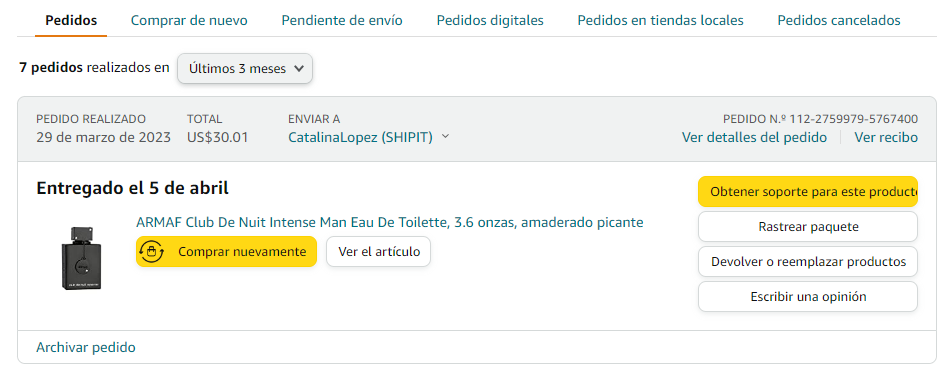 Pedidos Comprar de nuevo Pendiente de envío Pedidos digitales Pedidos en tiendas locales Pedidos cancelados
7 pedidos realizados en Últimos 3 meses
PEDIDO REALIZADO TOTAL ENVIAR A PEDIDO N.º 112-2759979-5767400
29 de marzo de 2023 US$30.01 CatalinaLopez (SHIPIT) Ver detalles del pedido Ver recibo
Entregado el 5 de abril
Obtener soporte para este producto
ARMAF Club De Nuit Intense Man Eau De Toilette, 3.6 onzas, amaderado picante
Rastrear paquete
Comprar nuevamente Ver el artículo
Devolver o reemplazar productos
Escribir una opinión
Archivar pedido